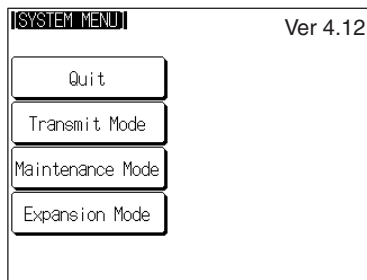 [SYSTEM MENU]
Ver 4.12
Quit
Transmit Mode
Maintenance Mode
Expansion Mode